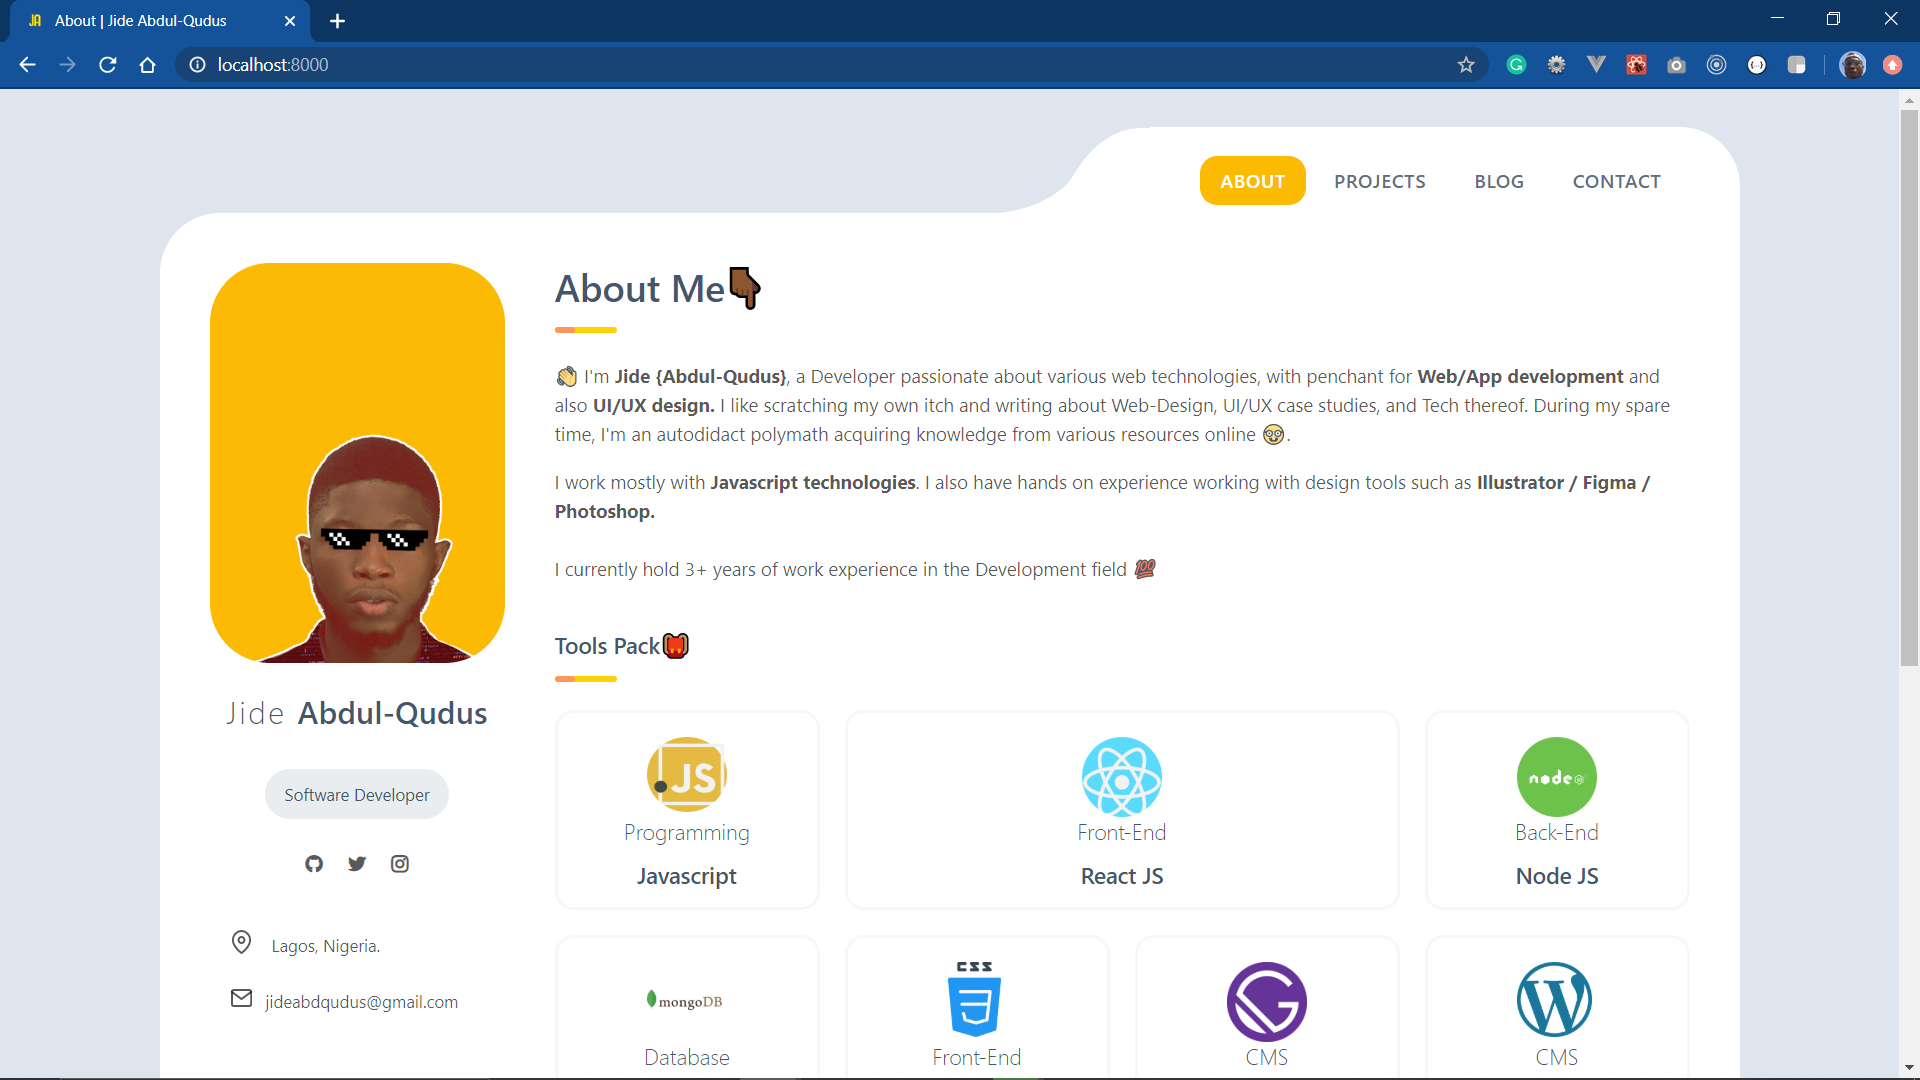 JA About | Jide Abdul-Qudus
localhost:8000
ABOUT PROJECTS BLOG CONTACT
About Me
I'm Jide {Abdul-Qudus}, a Developer passionate about various web technologies, with penchant for Web/App development and
also UI/UX design. I like scratching my own itch and writing about Web-Design, UI/UX case studies, and Tech thereof. During my spare
time, I'm an autodidact polymath acquiring knowledge from various resources online .
I work mostly with Javascript technologies. I also have hands on experience working with design tools such as Illustrator / Figma /
Photoshop.
I currently hold 3+ years of work experience in the Development field 💯
Jide Abdul-Qudus
Software Developer
Lagos, Nigeria.
jideabdqudus@gmail.com
Tools Pack
JS
Programming
Javascript
Front-End
React JS
node JS
Back-End
Node JS
mongoDB
Database
CSS
Front-End
CMS
W
CMS